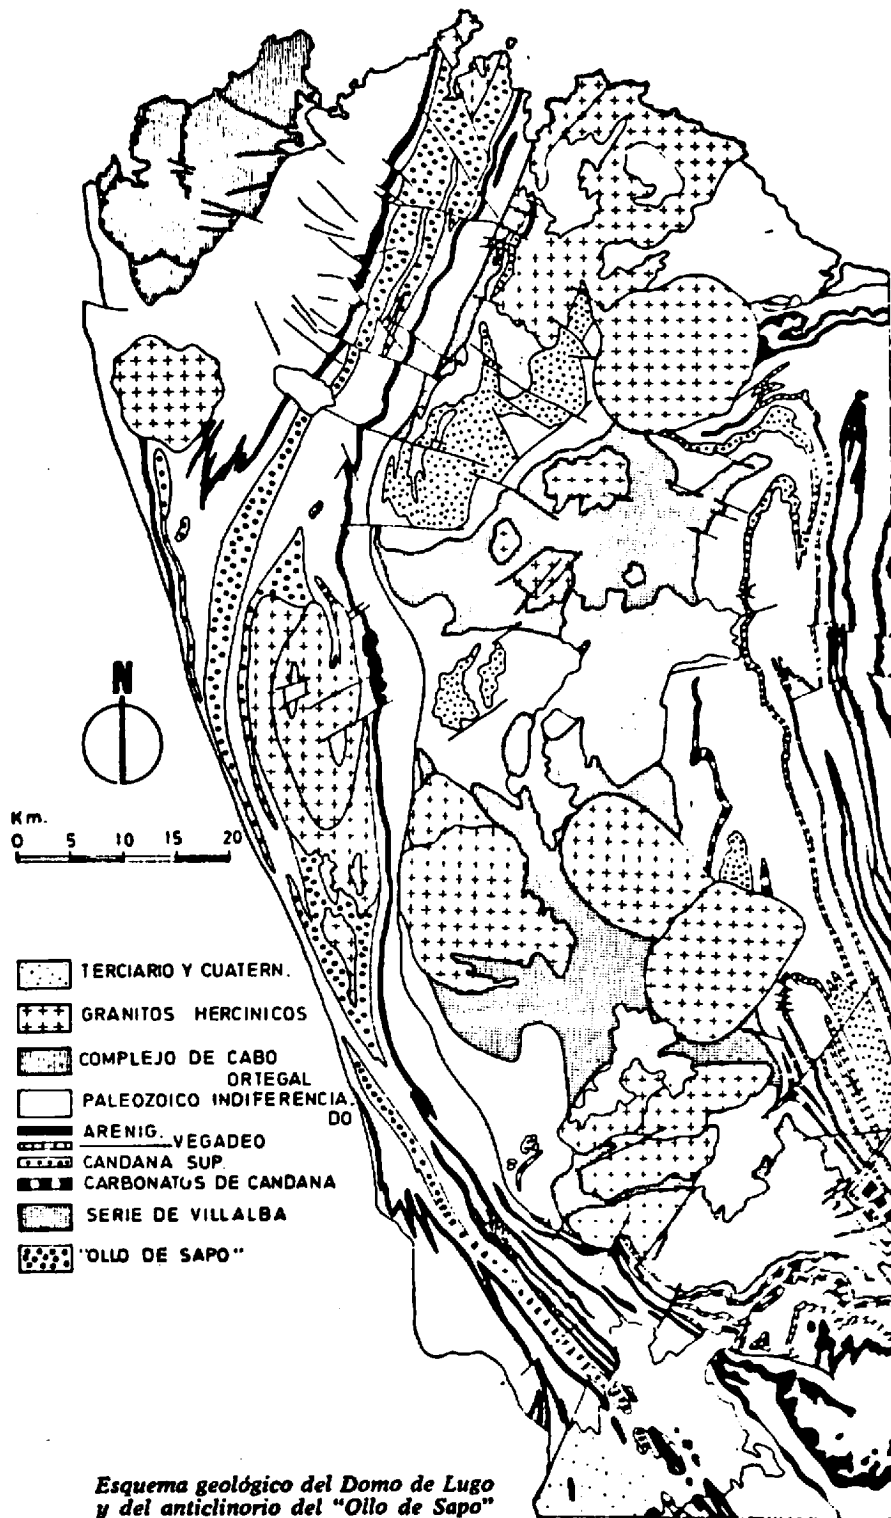 N
Km.
0 5 10 15 20
TERCIARIO Y CUATERN.
GRANITOS HERCINICOS
COMPLEJO DE CABO
ORTEGAL
PALEOZOICO INDIFERENCIA.
DO
ARENIG.
VEGADEO
CANDANA SUP.
CARBONATOS DE CANDANA
SERIE DE VILLALBA
"OLLO DE SAPO"
Esquema geológico del Domo de Lugo
y del anticlinorio del "Ollo de Sapo"